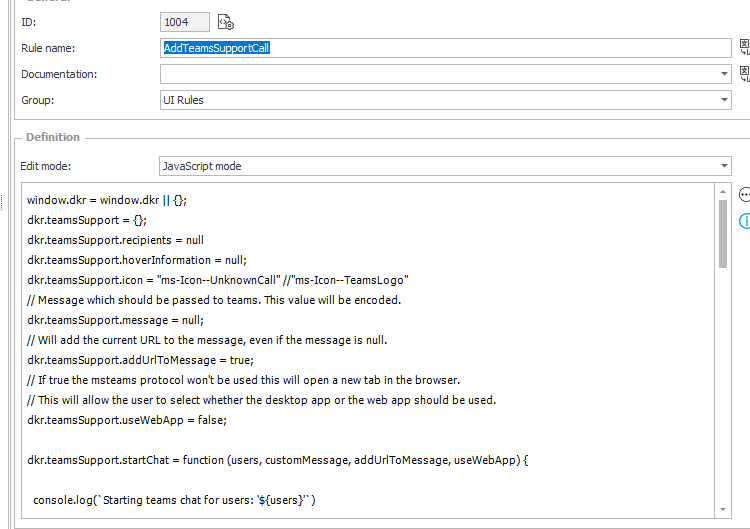 General
ID:
1004
Rule name:
AddTeamsSupportCall
Documentation:
Group:
UI Rules
Definition
Edit mode:
JavaScript mode
window.dkr = window.dkr || {};
dkr.teamsSupport = {};
dkr.teamsSupport.recipients = null
dkr.teamsSupport.hoverInformation = null;
dkr.teamsSupport.icon = "ms-Icon--UnknownCall" //"ms-Icon--TeamsLogo"
// Message which should be passed to teams. This value will be encoded.
dkr.teamsSupport.message = null;
// Will add the current URL to the message, even if the message is null.
dkr.teamsSupport.addUrlToMessage = true;
// If true the msteams protocol won't be used this will open a new tab in the browser.
// This will allow the user to select whether the desktop app or the web app should be used.
dkr.teamsSupport.useWebApp = false;
dkr.teamsSupport.startChat = function (users, customMessage, addUrlToMessage, useWebApp) {
console.log(`Starting teams chat for users: '${users}'`)